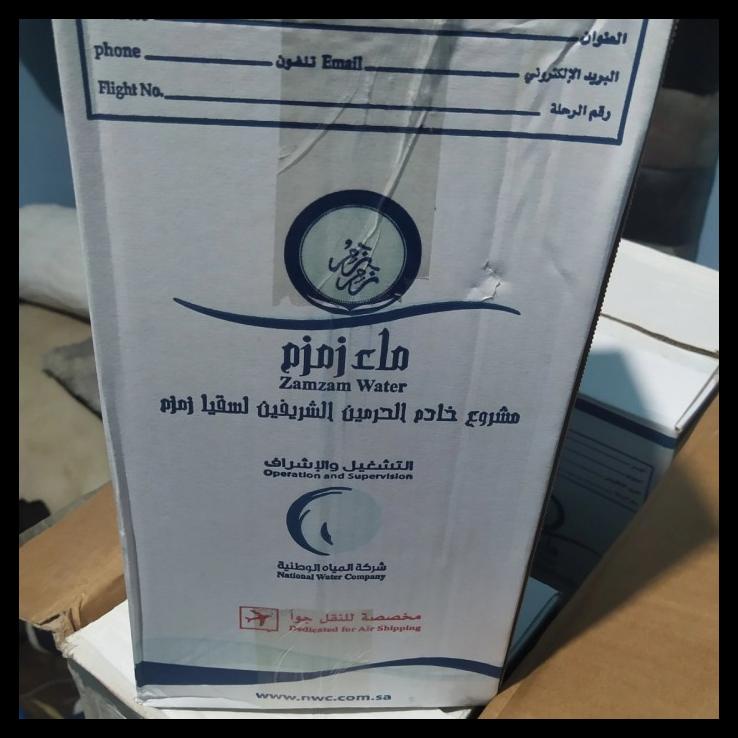 العنوان
phone تلفون Email البريد الإلكتروني
Flight No. رقم الرحلة
زمزم
ماء زمزم
Zamzam Water
مشروع خادم الحرمين الشريفين لسقيا زمزم
التشغيل والإشراف
Operation and Supervision
شركة المياه الوطنية
National Water Company
مخصصة للنقل جوا
Dedicated for Air Shipping
www.nwc.com.sa